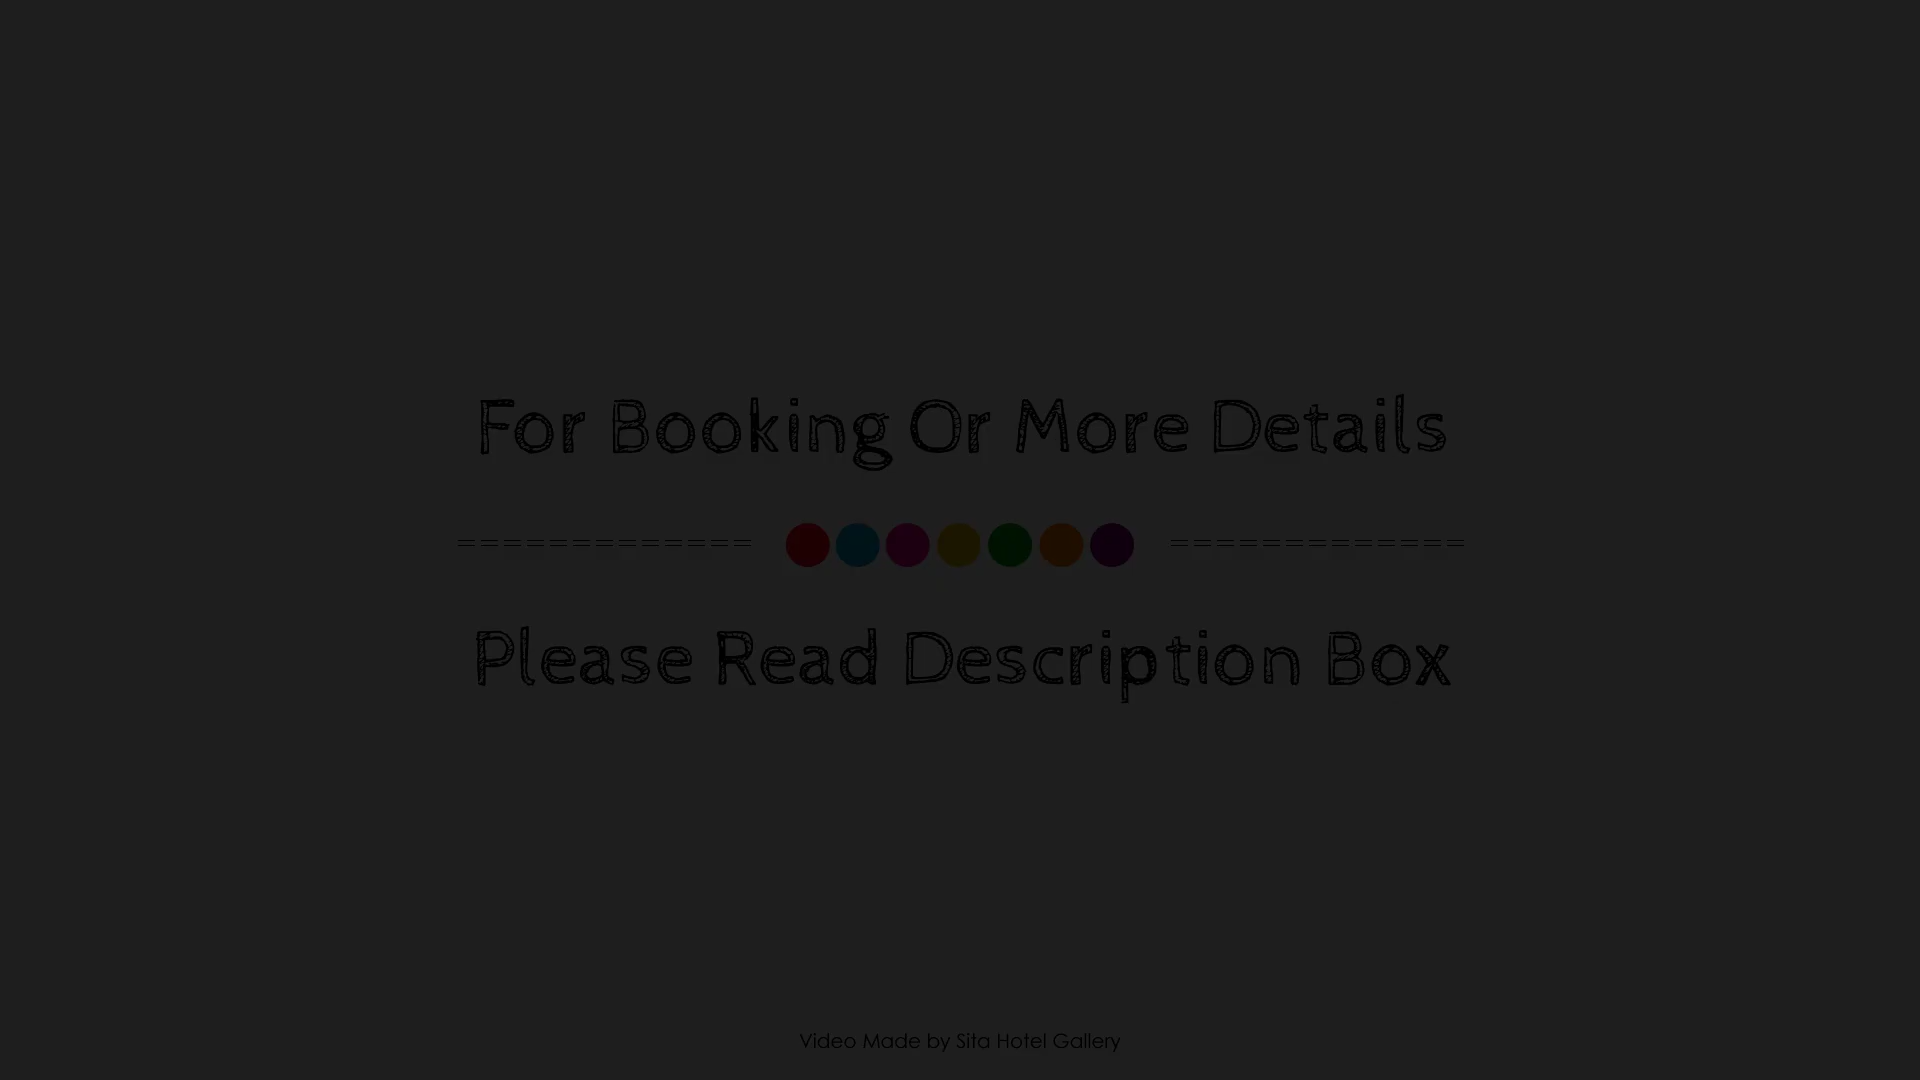 For Booking Or More Details
============= =============
Please Read Description Box
Video Made by Sita Hotel Gallery